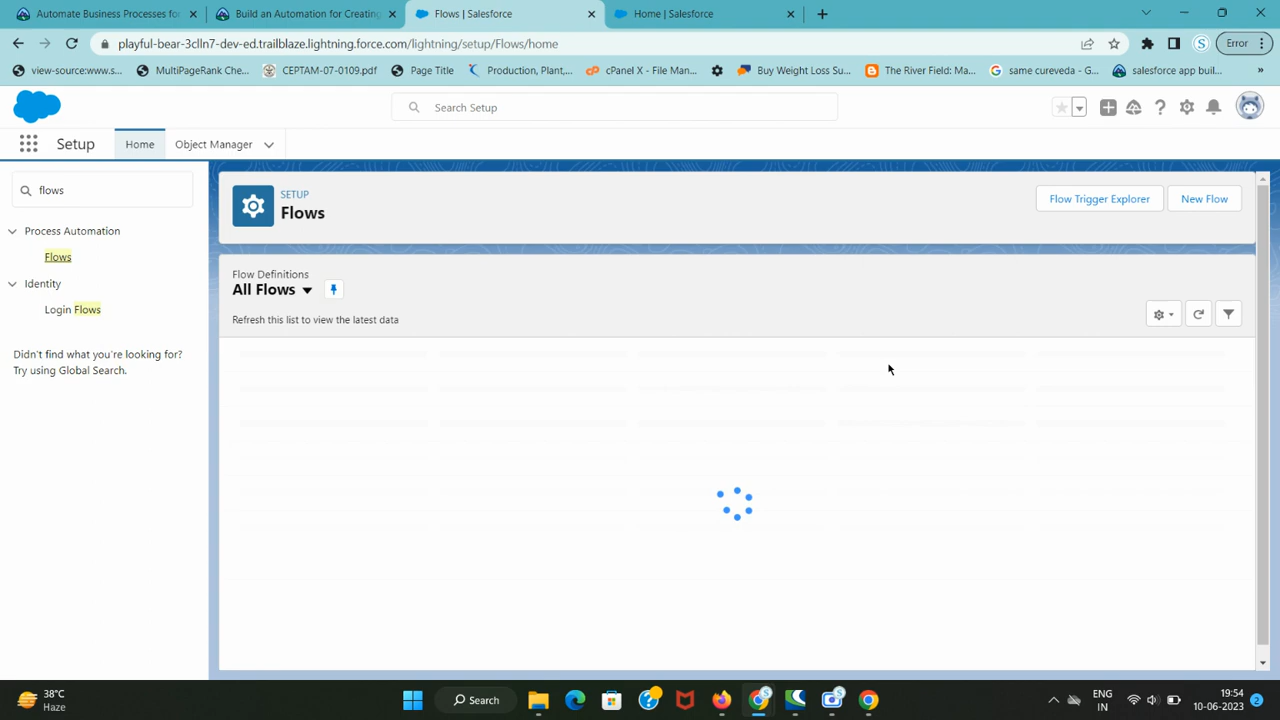 Automate Business Processes for
Build an Automation for Creating
Flows | Salesforce
Home | Salesforce
playful-bear-3clln7-dev-ed.trailblaze.lightning.force.com/lightning/setup/Flows/home
Error
view-source:www.s...
MultiPageRank Che...
CEPTAM-07-0109.pdf
Page Title
Production, Plant,...
cPanel X - File Man...
Buy Weight Loss Su...
The River Field: Ma...
same cureveda - G...
salesforce app buil...
»
Search Setup
Setup
Home
Object Manager
flows
Process Automation
Flows
Identity
Login Flows
Didn't find what you're looking for?
Try using Global Search.
SETUP
Flows
Flow Trigger Explorer
New Flow
Flow Definitions
All Flows
Refresh this list to view the latest data
38°C
Haze
Search
ENG
IN
19:54
10-06-2023
2